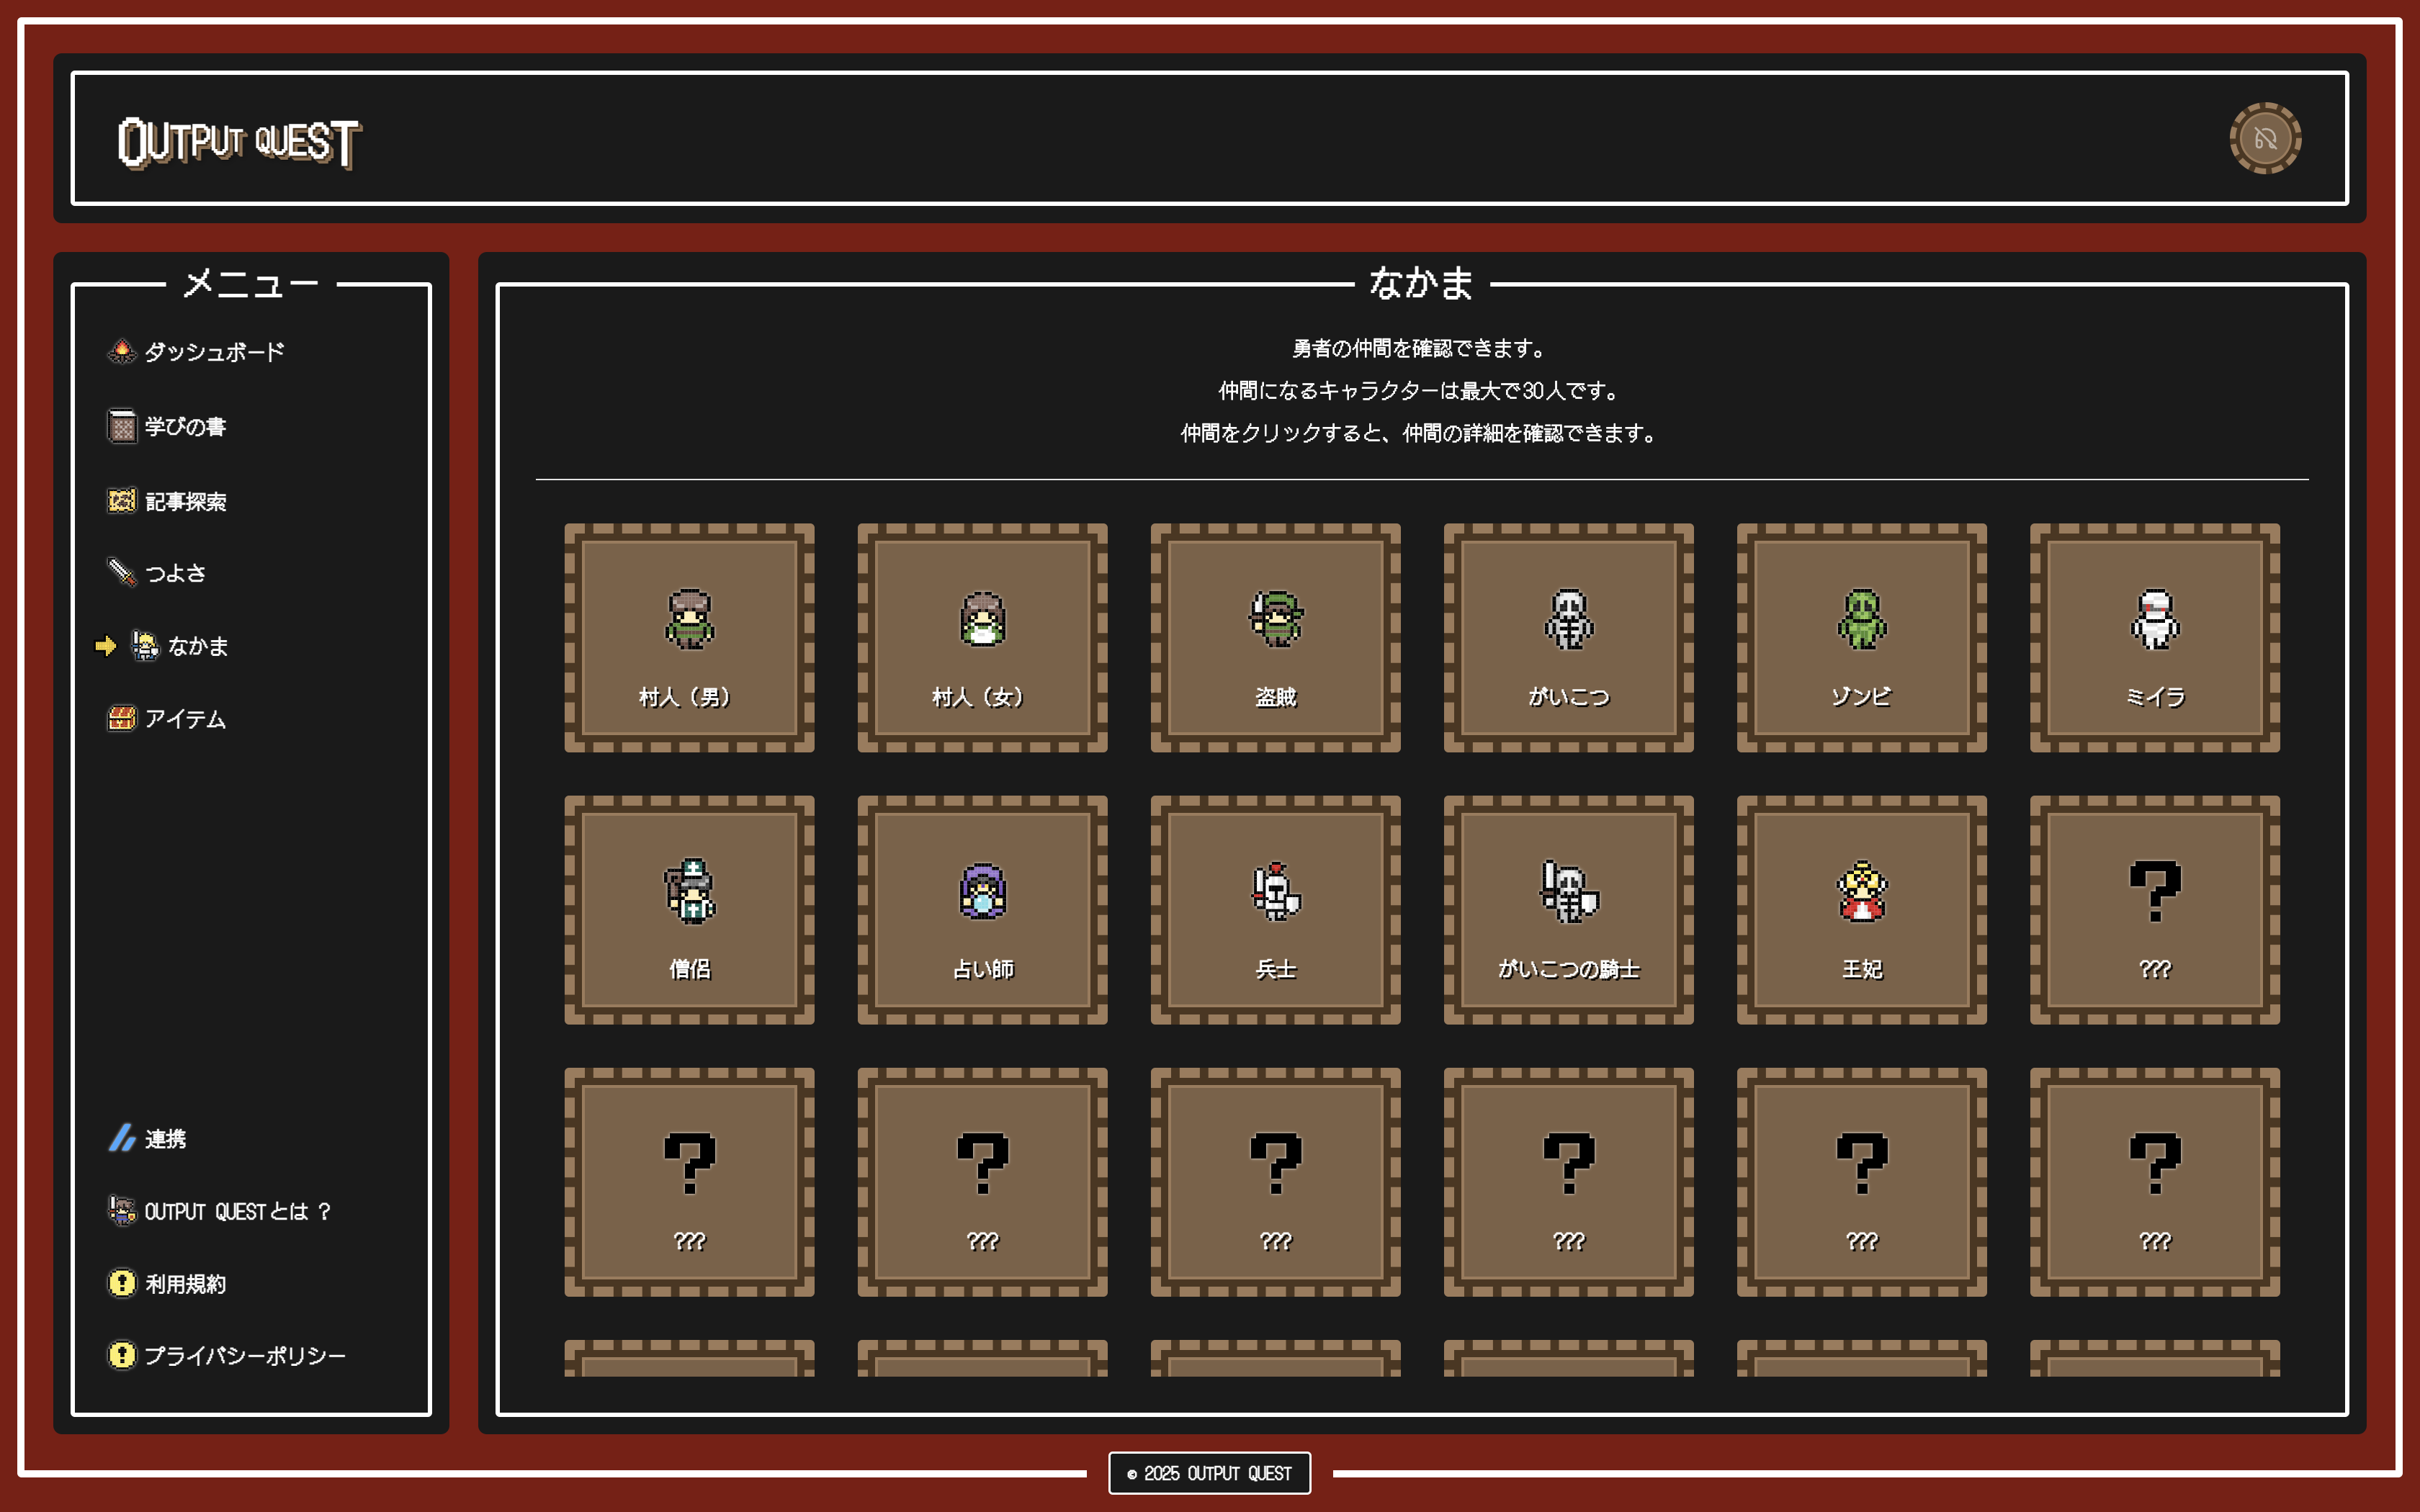 OUTPUT QUEST
メニュー
ダッシュボード
学びの書
記事探索
つよさ
なかま
アイテム
連携
OUTPUT QUESTとは ?
利用規約
プライバシーポリシー
なかま
勇者の仲間を確認できます。
仲間になるキャラクターは最大で30人です。
仲間をクリックすると、仲間の詳細を確認できます。
村人（男）
村人（女）
盗賊
がいこつ
ゾンビ
ミイラ
僧侶
占い師
兵士
がいこつの騎士
王妃
???
???
???
???
???
???
???
© 2025 OUTPUT QUEST